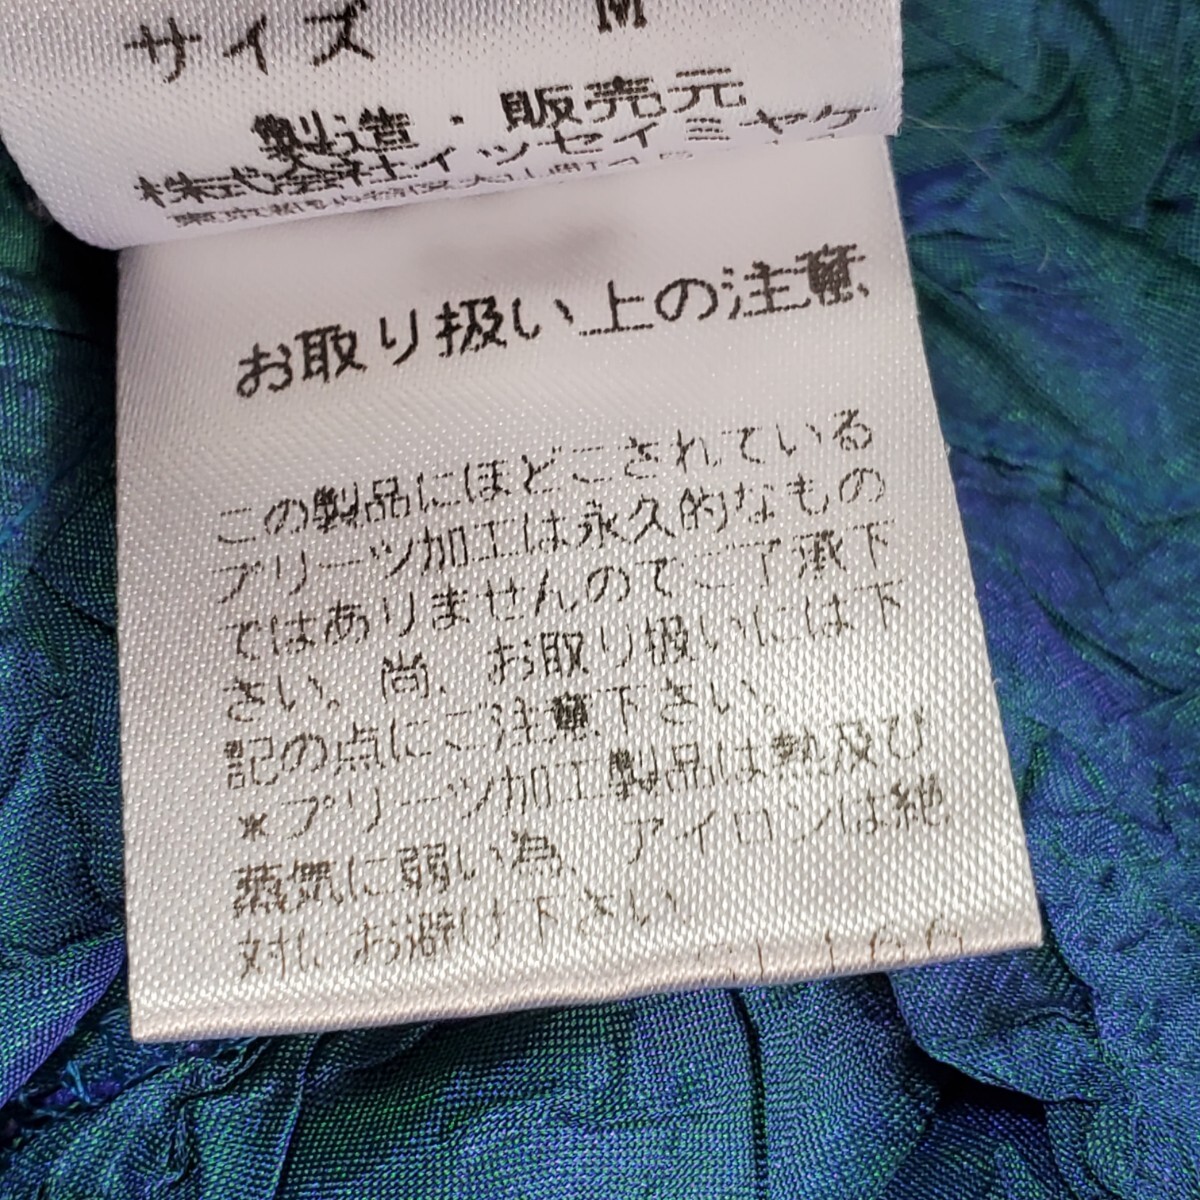 サイズ M
製造・販売元
株式会社イッセイミヤケ
お取り扱い上の注意
この製品にほどこされている
プリーツ加工は永久的なもの
ではありませんのでご了承下
さい。尚、お取り扱いには下
記の点にご注意下さい。
*プリーツ加工製品は熱及び
蒸気に弱い為、アイロンは絶
対にお避け下さい